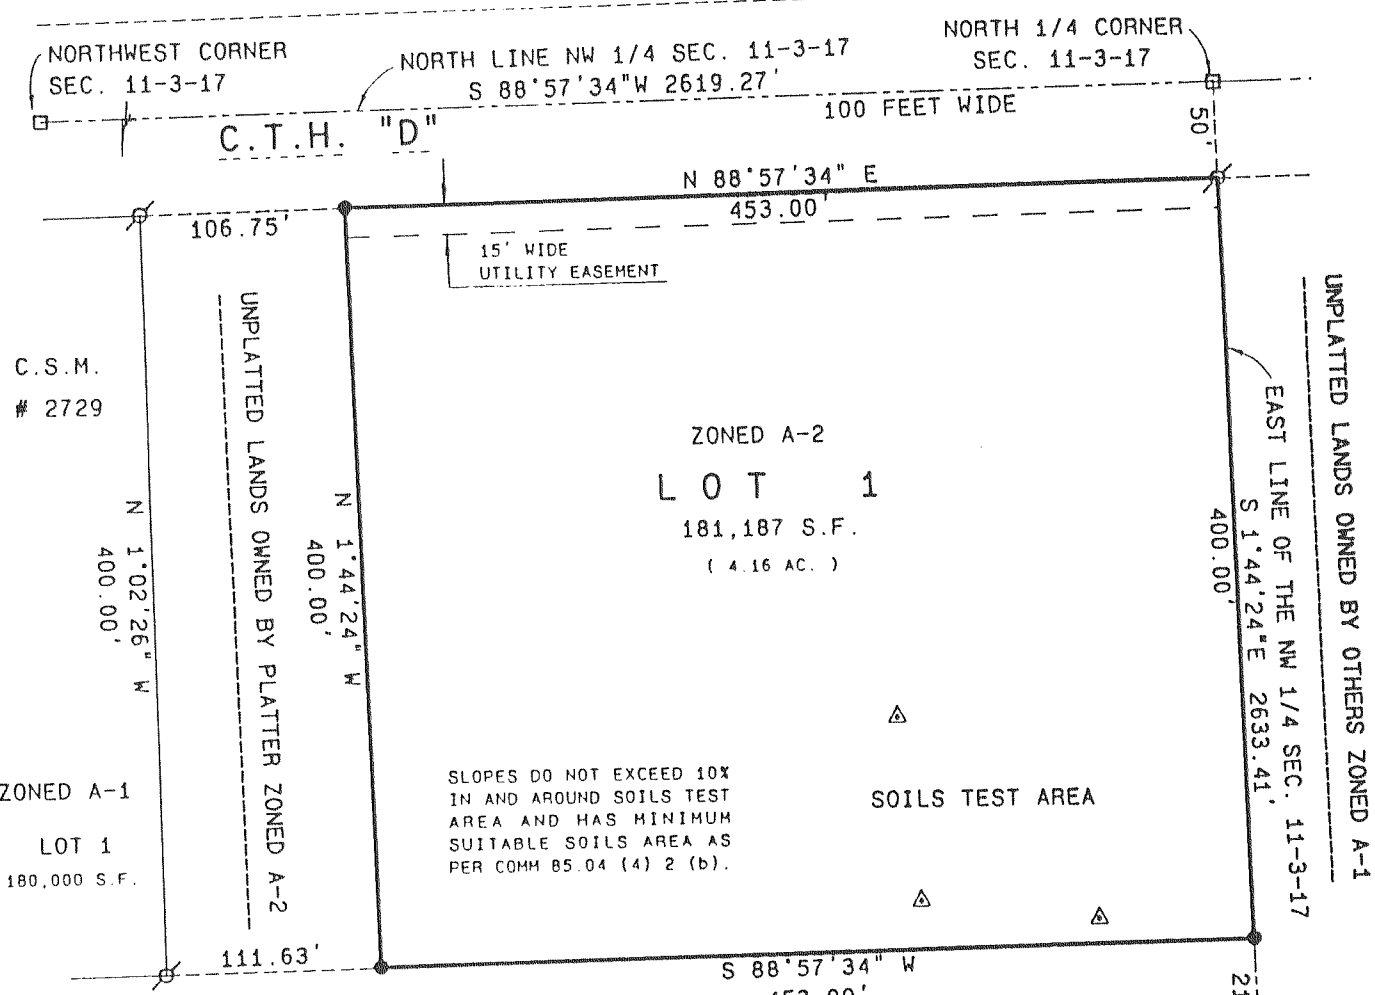 NORTHWEST CORNER
SEC. 11-3-17
NORTH LINE NW 1/4 SEC. 11-3-17
S 88°57'34"W 2619.27'
NORTH 1/4 CORNER
SEC. 11-3-17
100 FEET WIDE
C.T.H. "D"
50'
N 88°57'34" E
453.00'
106.75'
15' WIDE
UTILITY EASEMENT
C.S.M.
# 2729
N 1°02'26" W
400.00'
UNPLATTED LANDS OWNED BY PLATTER ZONED A-2
N 1°44'24" W
400.00'
ZONED A-2
LOT 1
181,187 S.F.
( 4.16 AC. )
EAST LINE OF THE NW 1/4 SEC. 11-3-17
S 1°44'24"E 2633.41'
400.00'
UNPLATTED LANDS OWNED BY OTHERS ZONED A-1
SLOPES DO NOT EXCEED 10%
IN AND AROUND SOILS TEST
AREA AND HAS MINIMUM
SUITABLE SOILS AREA AS
PER COMM 85.04 (4) 2 (b).
SOILS TEST AREA
ZONED A-1
LOT 1
180,000 S.F.
111.63'
S 88°57'34" W